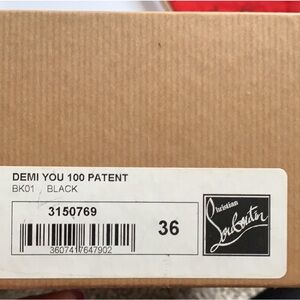 DEMI YOU 100 PATENT
BK01 , BLACK
3150769
36
3607417647902
Christian
Louboutin